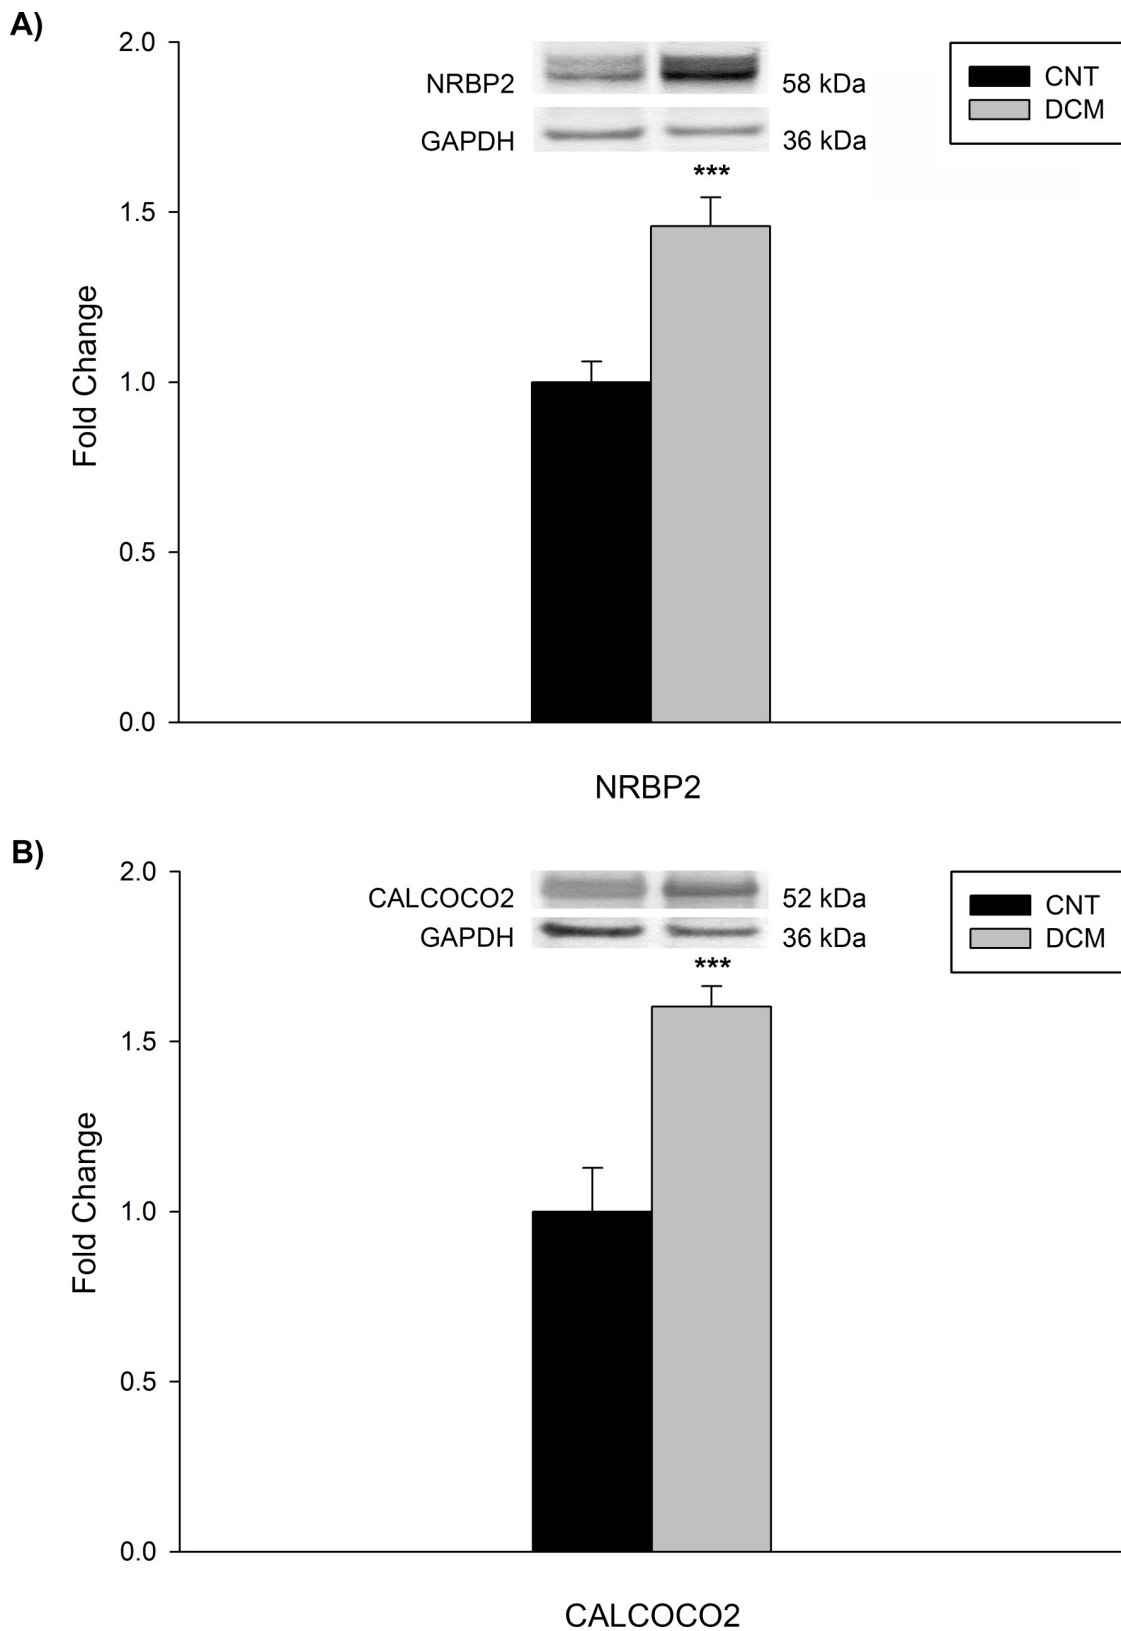 A)
2.0
NRBP2 58 kDa
GAPDH 36 kDa
CNT
DCM
***
1.5
1.0
0.5
0.0
Fold Change
NRBP2
B)
2.0
CALCOCO2 52 kDa
GAPDH 36 kDa
CNT
DCM
***
1.5
1.0
0.5
0.0
Fold Change
CALCOCO2